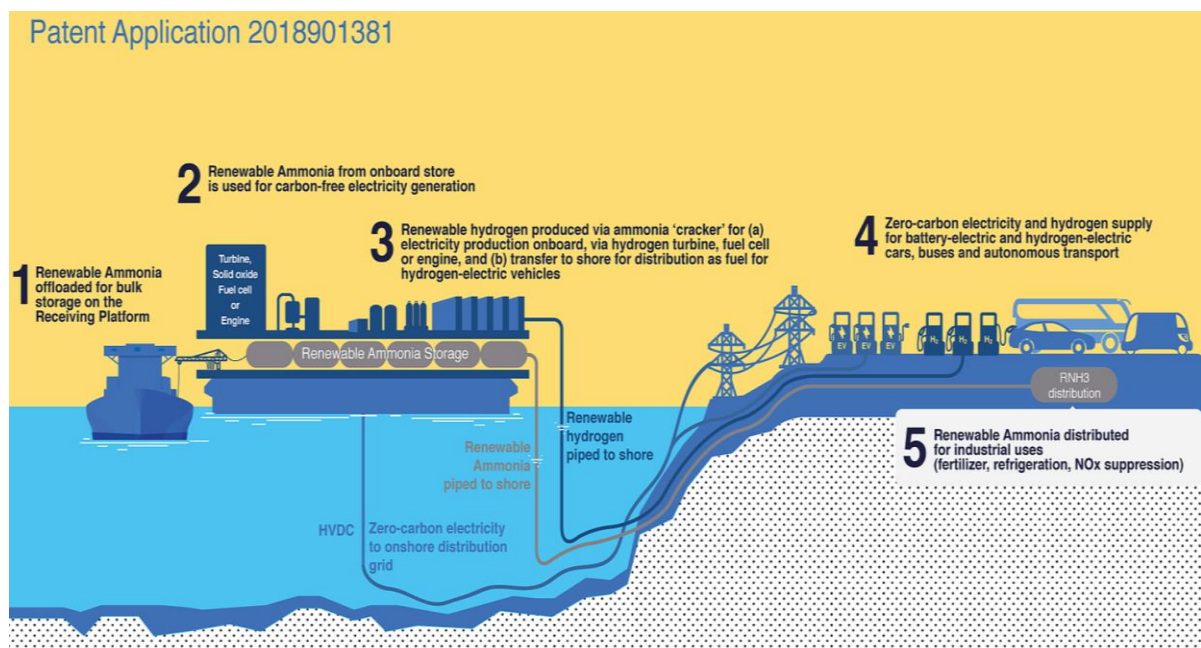 Patent Application 2018901381
1
Renewable Ammonia
offloaded for bulk
storage on the
Receiving Platform
2
Renewable Ammonia from onboard store
is used for carbon-free electricity generation
3
Renewable hydrogen produced via ammonia ‘cracker’ for (a)
electricity production onboard, via hydrogen turbine, fuel cell
or engine, and (b) transfer to shore for distribution as fuel for
hydrogen-electric vehicles
4
Zero-carbon electricity and hydrogen supply
for battery-electric and hydrogen-electric
cars, buses and autonomous transport
Turbine,
Solid oxide
Fuel cell
or
Engine
Renewable Ammonia Storage
EV
EV
EV
H2
H2
H2
RNH3
distribution
5
Renewable Ammonia distributed
for industrial uses
(fertilizer, refrigeration, NOx suppression)
Renewable
hydrogen
piped to shore
Renewable
Ammonia
piped to shore
HVDC
Zero-carbon electricity
to onshore distribution
grid